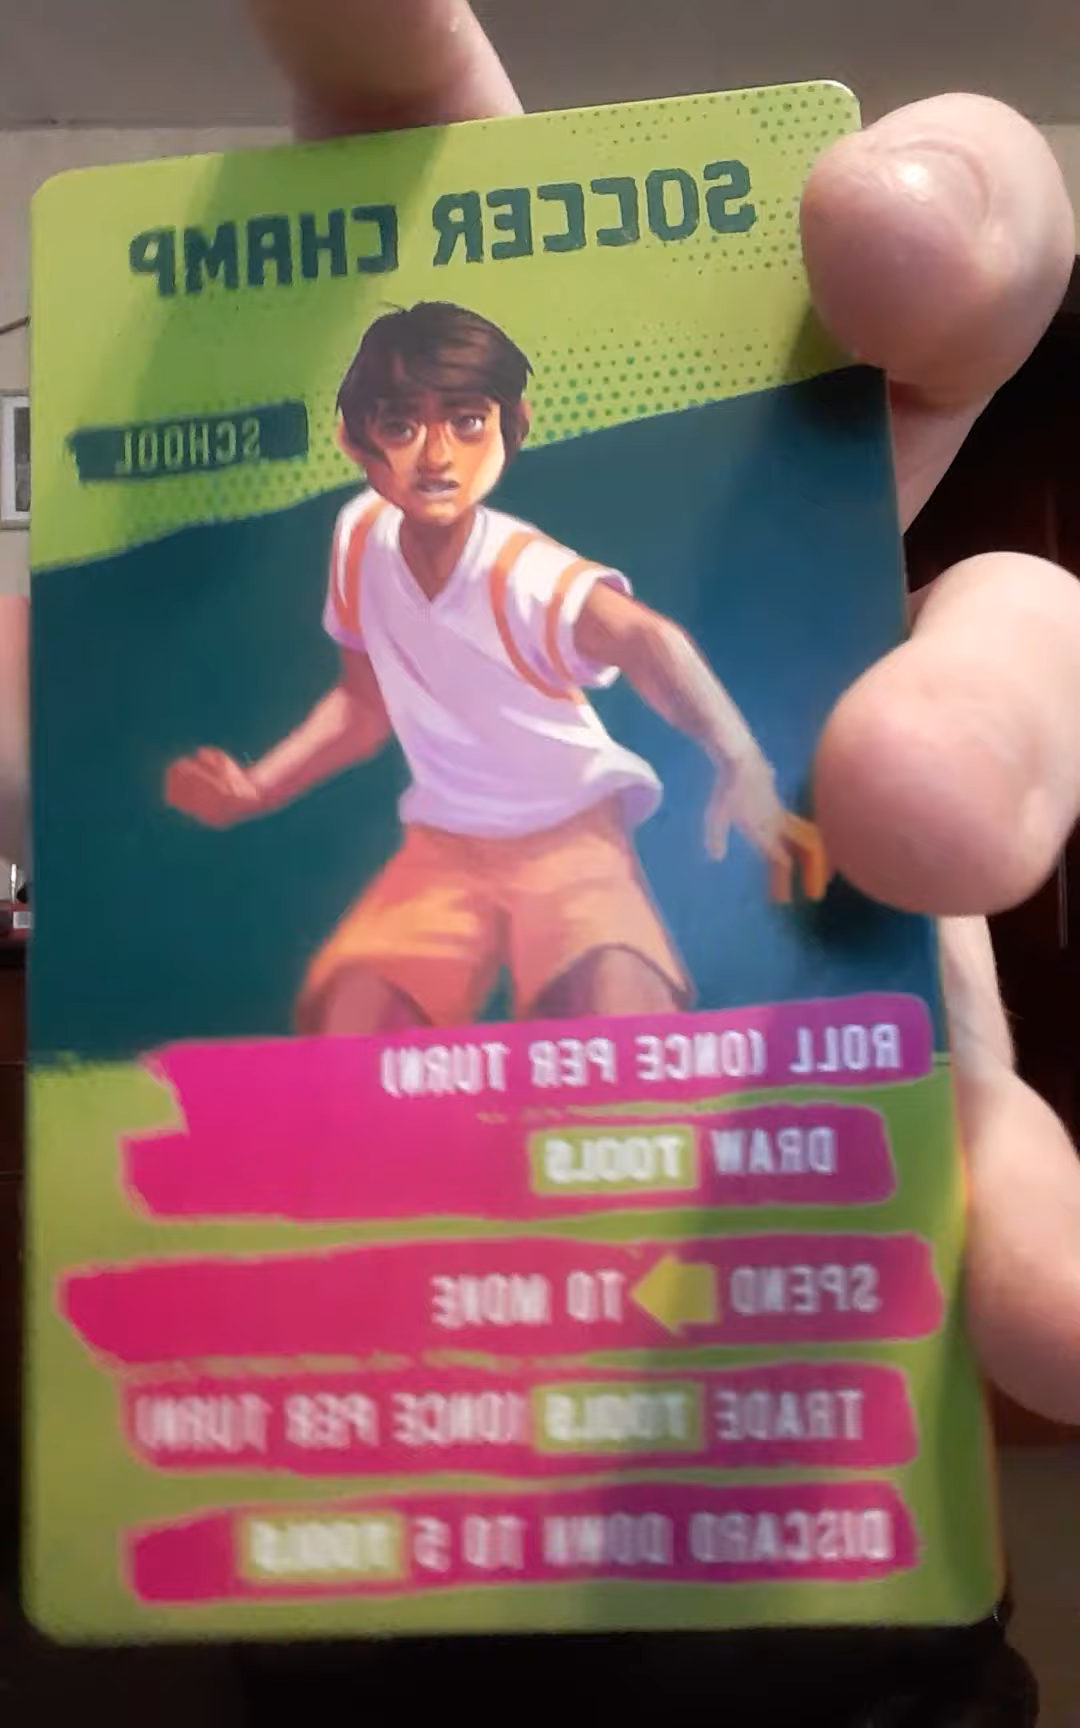 SOCCER CHAMP
SCHOOL
ROLL (ONCE PER TURN)
DRAW TOOLS
SPEND TO MOVE
TRADE TOOLS (ONCE PER TURN)
DISCARD DOWN TO 5 TOOLS